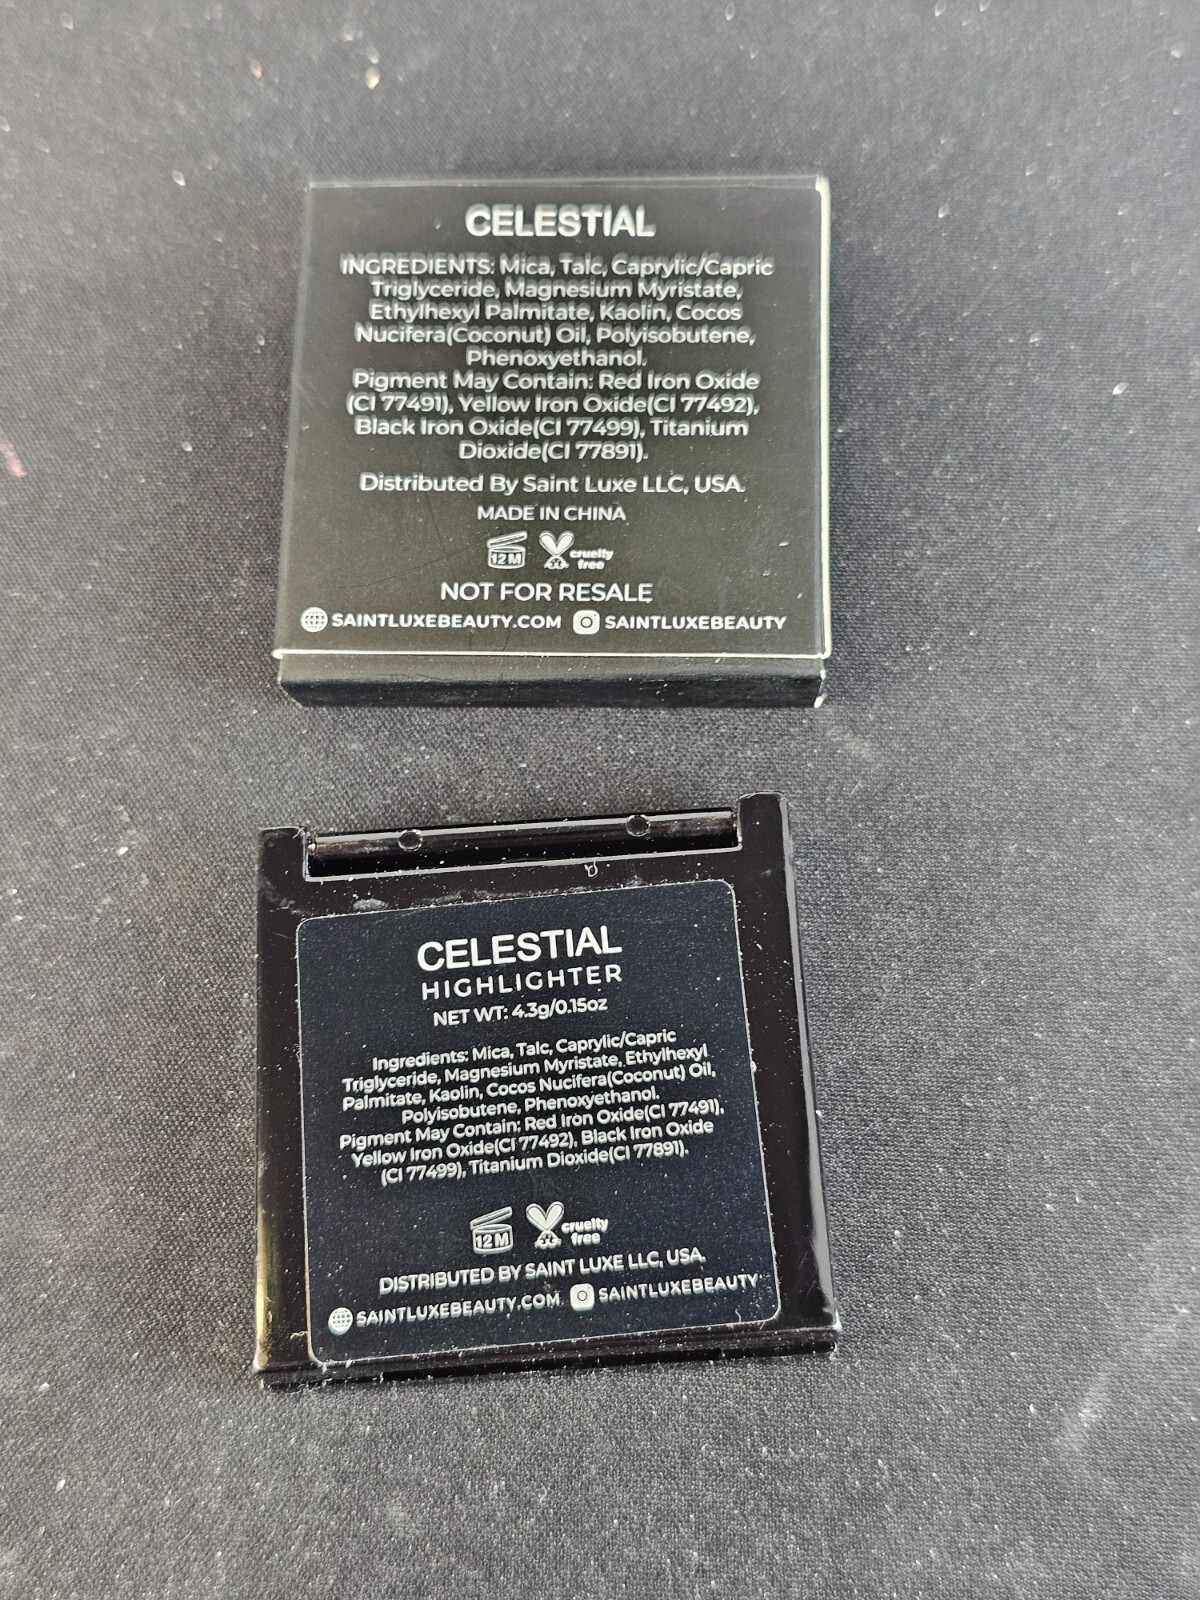 CELESTIAL
INGREDIENTS: Mica, Talc, Caprylic/Capric
Triglyceride, Magnesium Myristate,
Ethylhexyl Palmitate, Kaolin, Cocos
Nucifera(Coconut) Oil, Polyisobutene,
Phenoxyethanol.
Pigment May Contain: Red Iron Oxide
(CI 77491), Yellow Iron Oxide(CI 77492),
Black Iron Oxide(CI 77499), Titanium
Dioxide(CI 77891).
Distributed By Saint Luxe LLC, USA.
MADE IN CHINA
12 M cruelty
free
NOT FOR RESALE
SAINTLUXEBEAUTY.COM SAINTLUXEBEAUTY
CELESTIAL
HIGHLIGHTER
NET WT: 4.3g/0.15oz
Ingredients: Mica, Talc, Caprylic/Capric
Triglyceride, Magnesium Myristate, Ethylhexyl
Palmitate, Kaolin, Cocos Nucifera(Coconut) Oil,
Polyisobutene, Phenoxyethanol.
Pigment May Contain: Red Iron Oxide(CI 77491),
Yellow Iron Oxide(CI 77492), Black Iron Oxide
(CI 77499), Titanium Dioxide(CI 77891).
12 M cruelty
free
DISTRIBUTED BY SAINT LUXE LLC, USA.
SAINTLUXEBEAUTY.COM SAINTLUXEBEAUTY